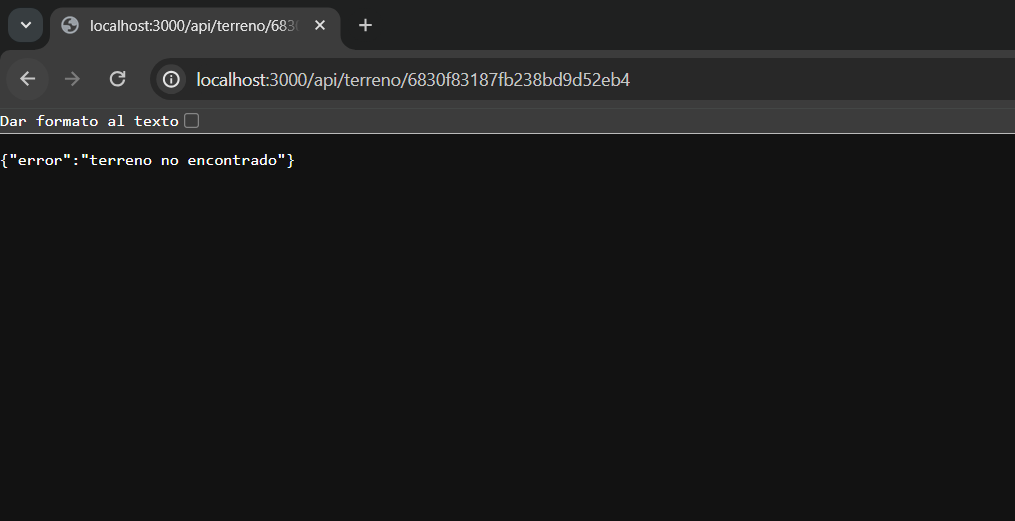 localhost:3000/api/terreno/683
localhost:3000/api/terreno/6830f83187fb238bd9d52eb4
Dar formato al texto
{"error":"terreno no encontrado"}